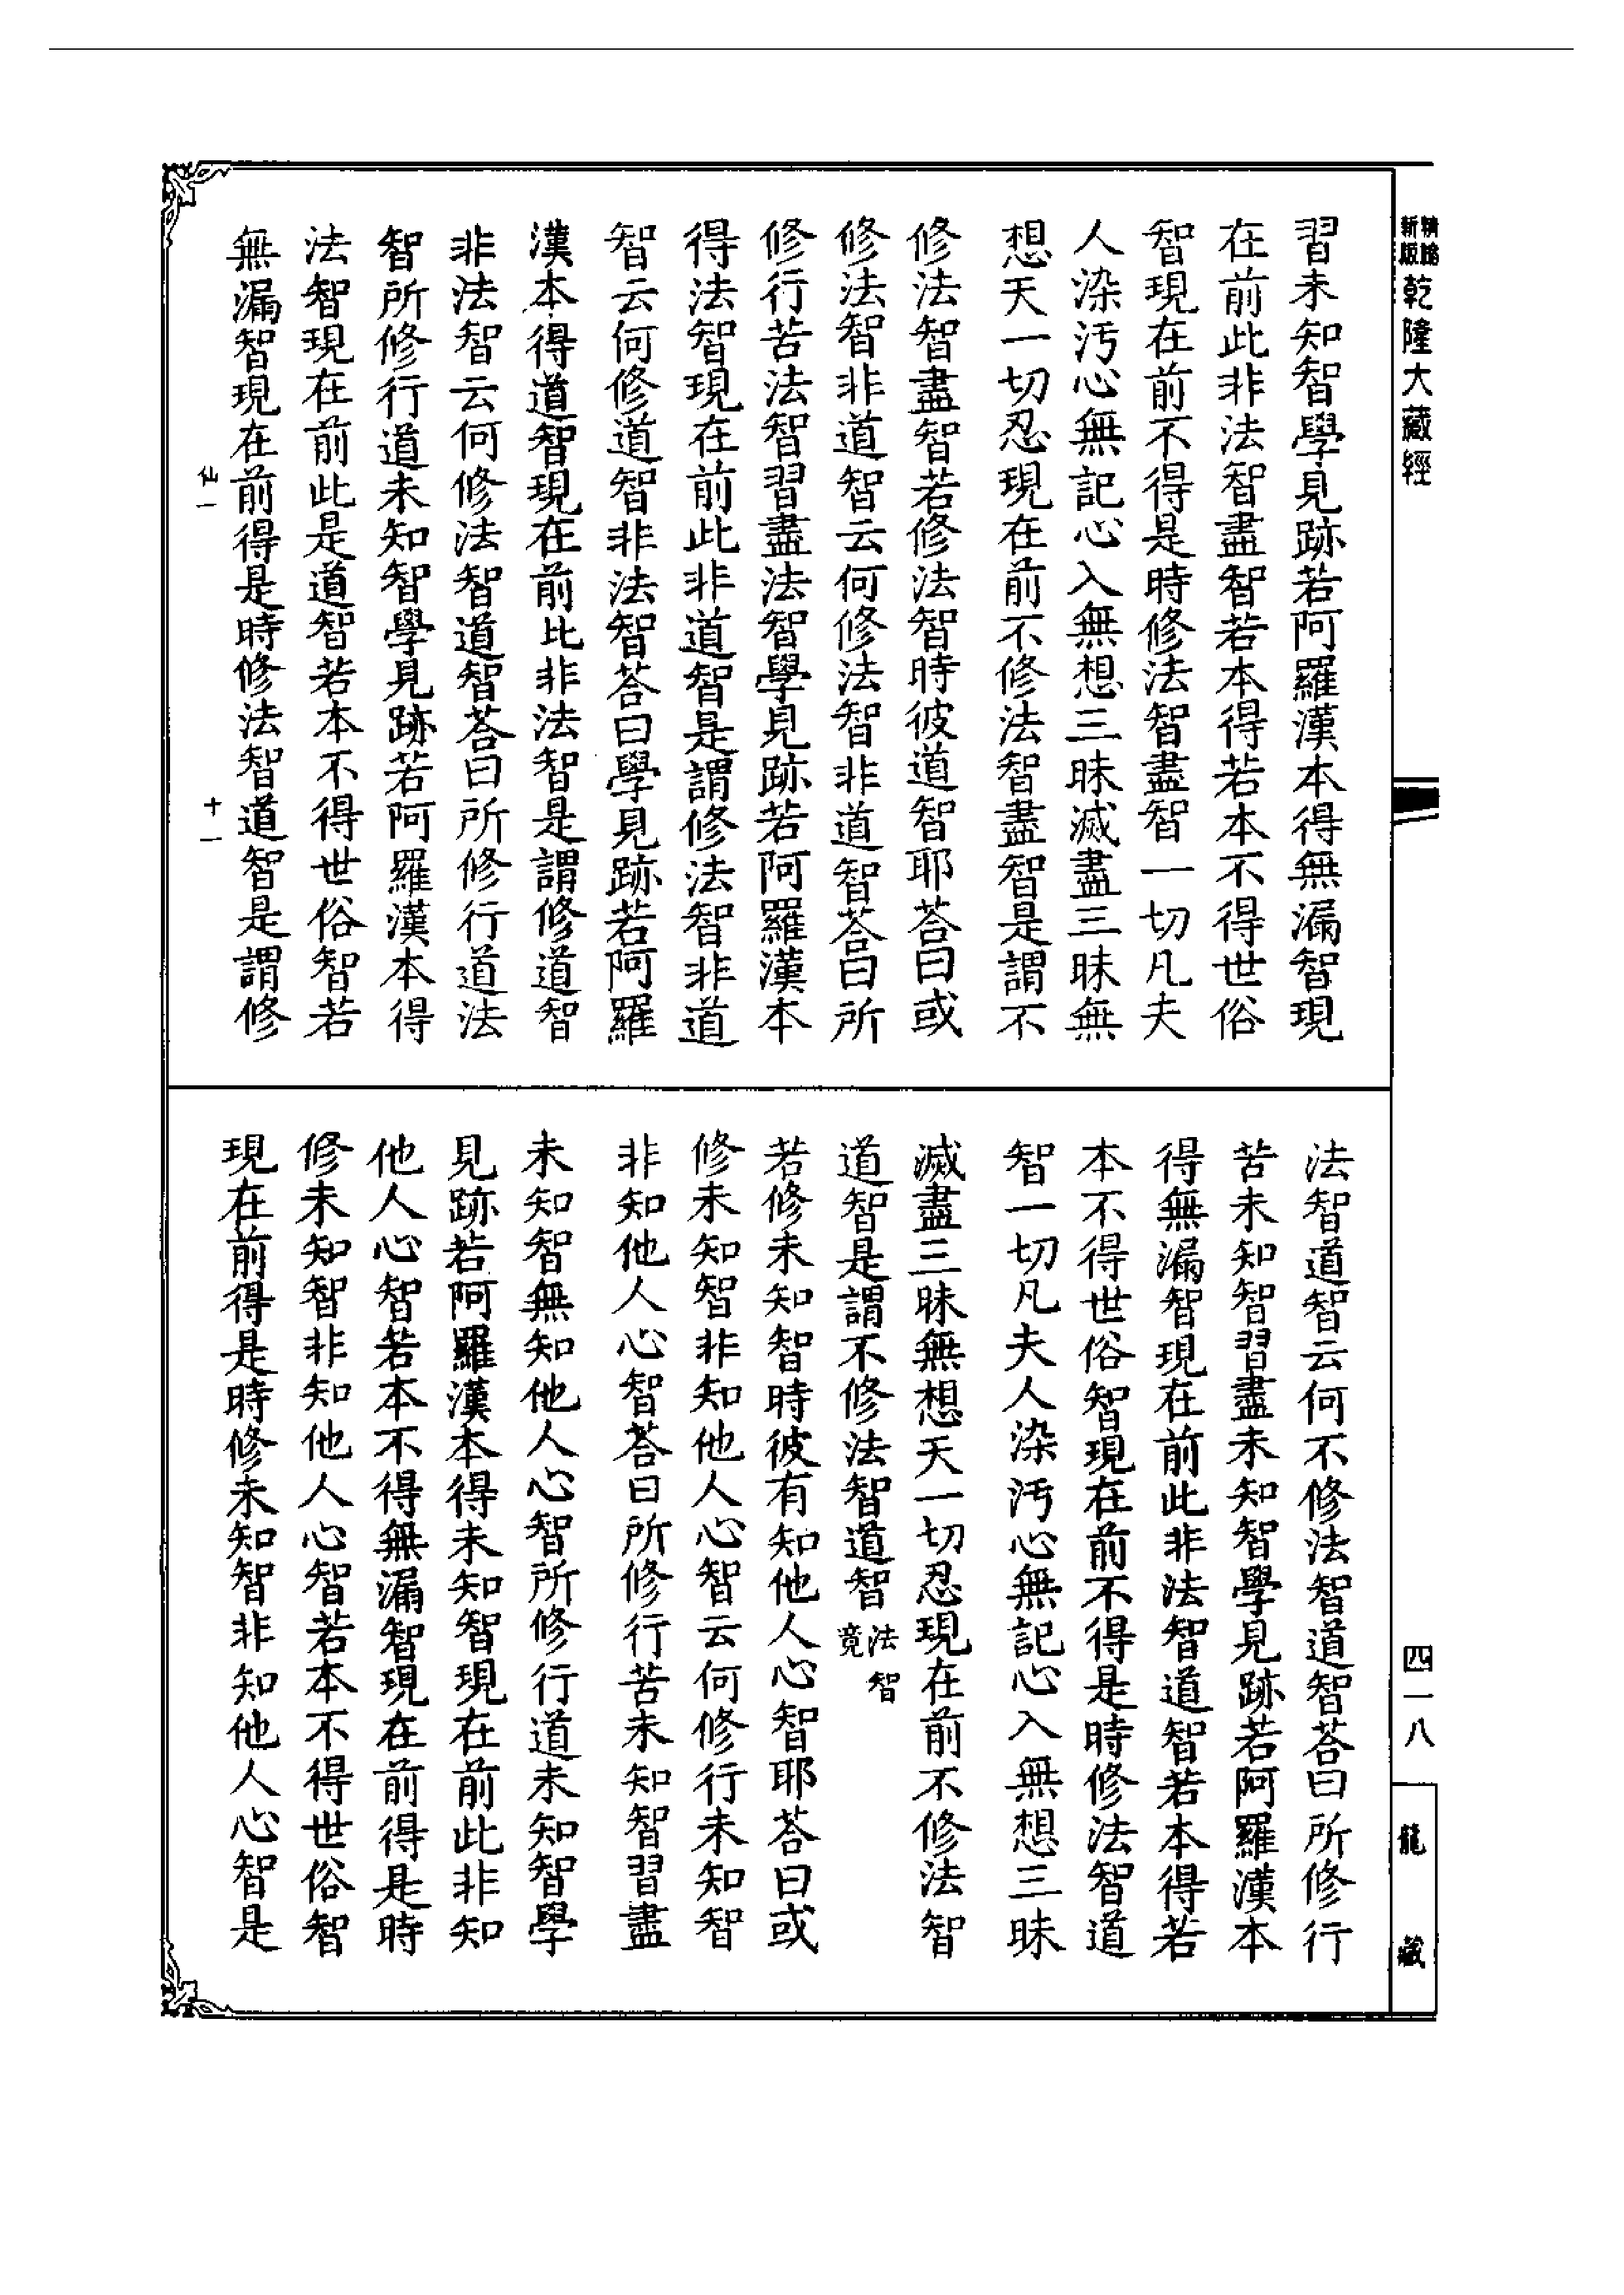 乾隆大藏經
習未知智學見跡若阿羅漢本得無漏智現
在前此非法智盡智若本得若本不得世俗
智現在前不得是時修法智盡智一切凡夫
人染污心無記心入無想三昧滅盡三昧無
想天一切忍現在前不修法智盡智是謂不
修法智盡智若修法智時彼道智耶荅曰或
修法智非道智云何修法智非道智荅曰所
修行苦法智習盡法智學見跡若阿羅漢本
得法智現在前此非道智是謂修法智非道
智云何修道智非法智荅曰學見跡若阿羅
漢本得道智現在前比非法智是謂修道智
非法智云何修法智道智荅曰所修行道法
智所修行道未知智學見跡若阿羅漢本得
法智現在前此是道智若本不得世俗智若
無漏智現在前得是時修法智道智是謂修
仙一
十一
法智道智云何不修法智道智荅曰所修行
苦未知智習盡未知智學見跡若阿羅漢本
得無漏智現在前此非法智道智若本得若
本不得世俗智現在前不得是時修法智道
智一切凡夫人染污心無記心入無想三昧
滅盡三昧無想天一切忍現在前不修法智
道智是謂不修法智道智法智竟
若修未知智時彼有知他人心智耶荅曰或
修未知智非知他人心智云何修行未知智
非知他人心智荅曰所修行苦未知智習盡
未知智無知他人心智所修行道未知智學
見跡若阿羅漢本得未知智現在前此非知
他人心智若本不得無漏智現在前得是時
修未知智非知他人心智若本不得世俗智
現在前得是時修未知智非知他人心智是
四一八
龍藏